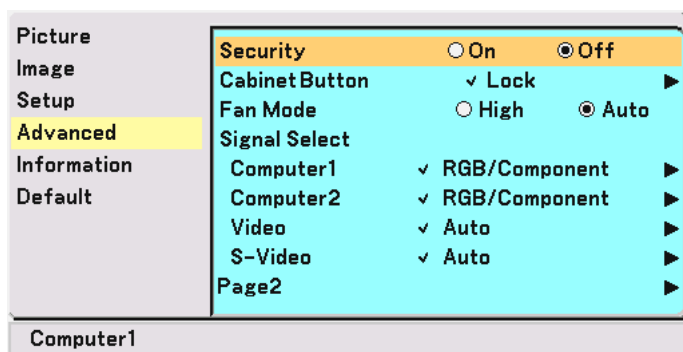 Picture
Image
Setup
Advanced
Information
Default
Security On Off
Cabinet Button Lock
Fan Mode High Auto
Signal Select
Computer1 RGB/Component
Computer2 RGB/Component
Video Auto
S-Video Auto
Page2
Computer1